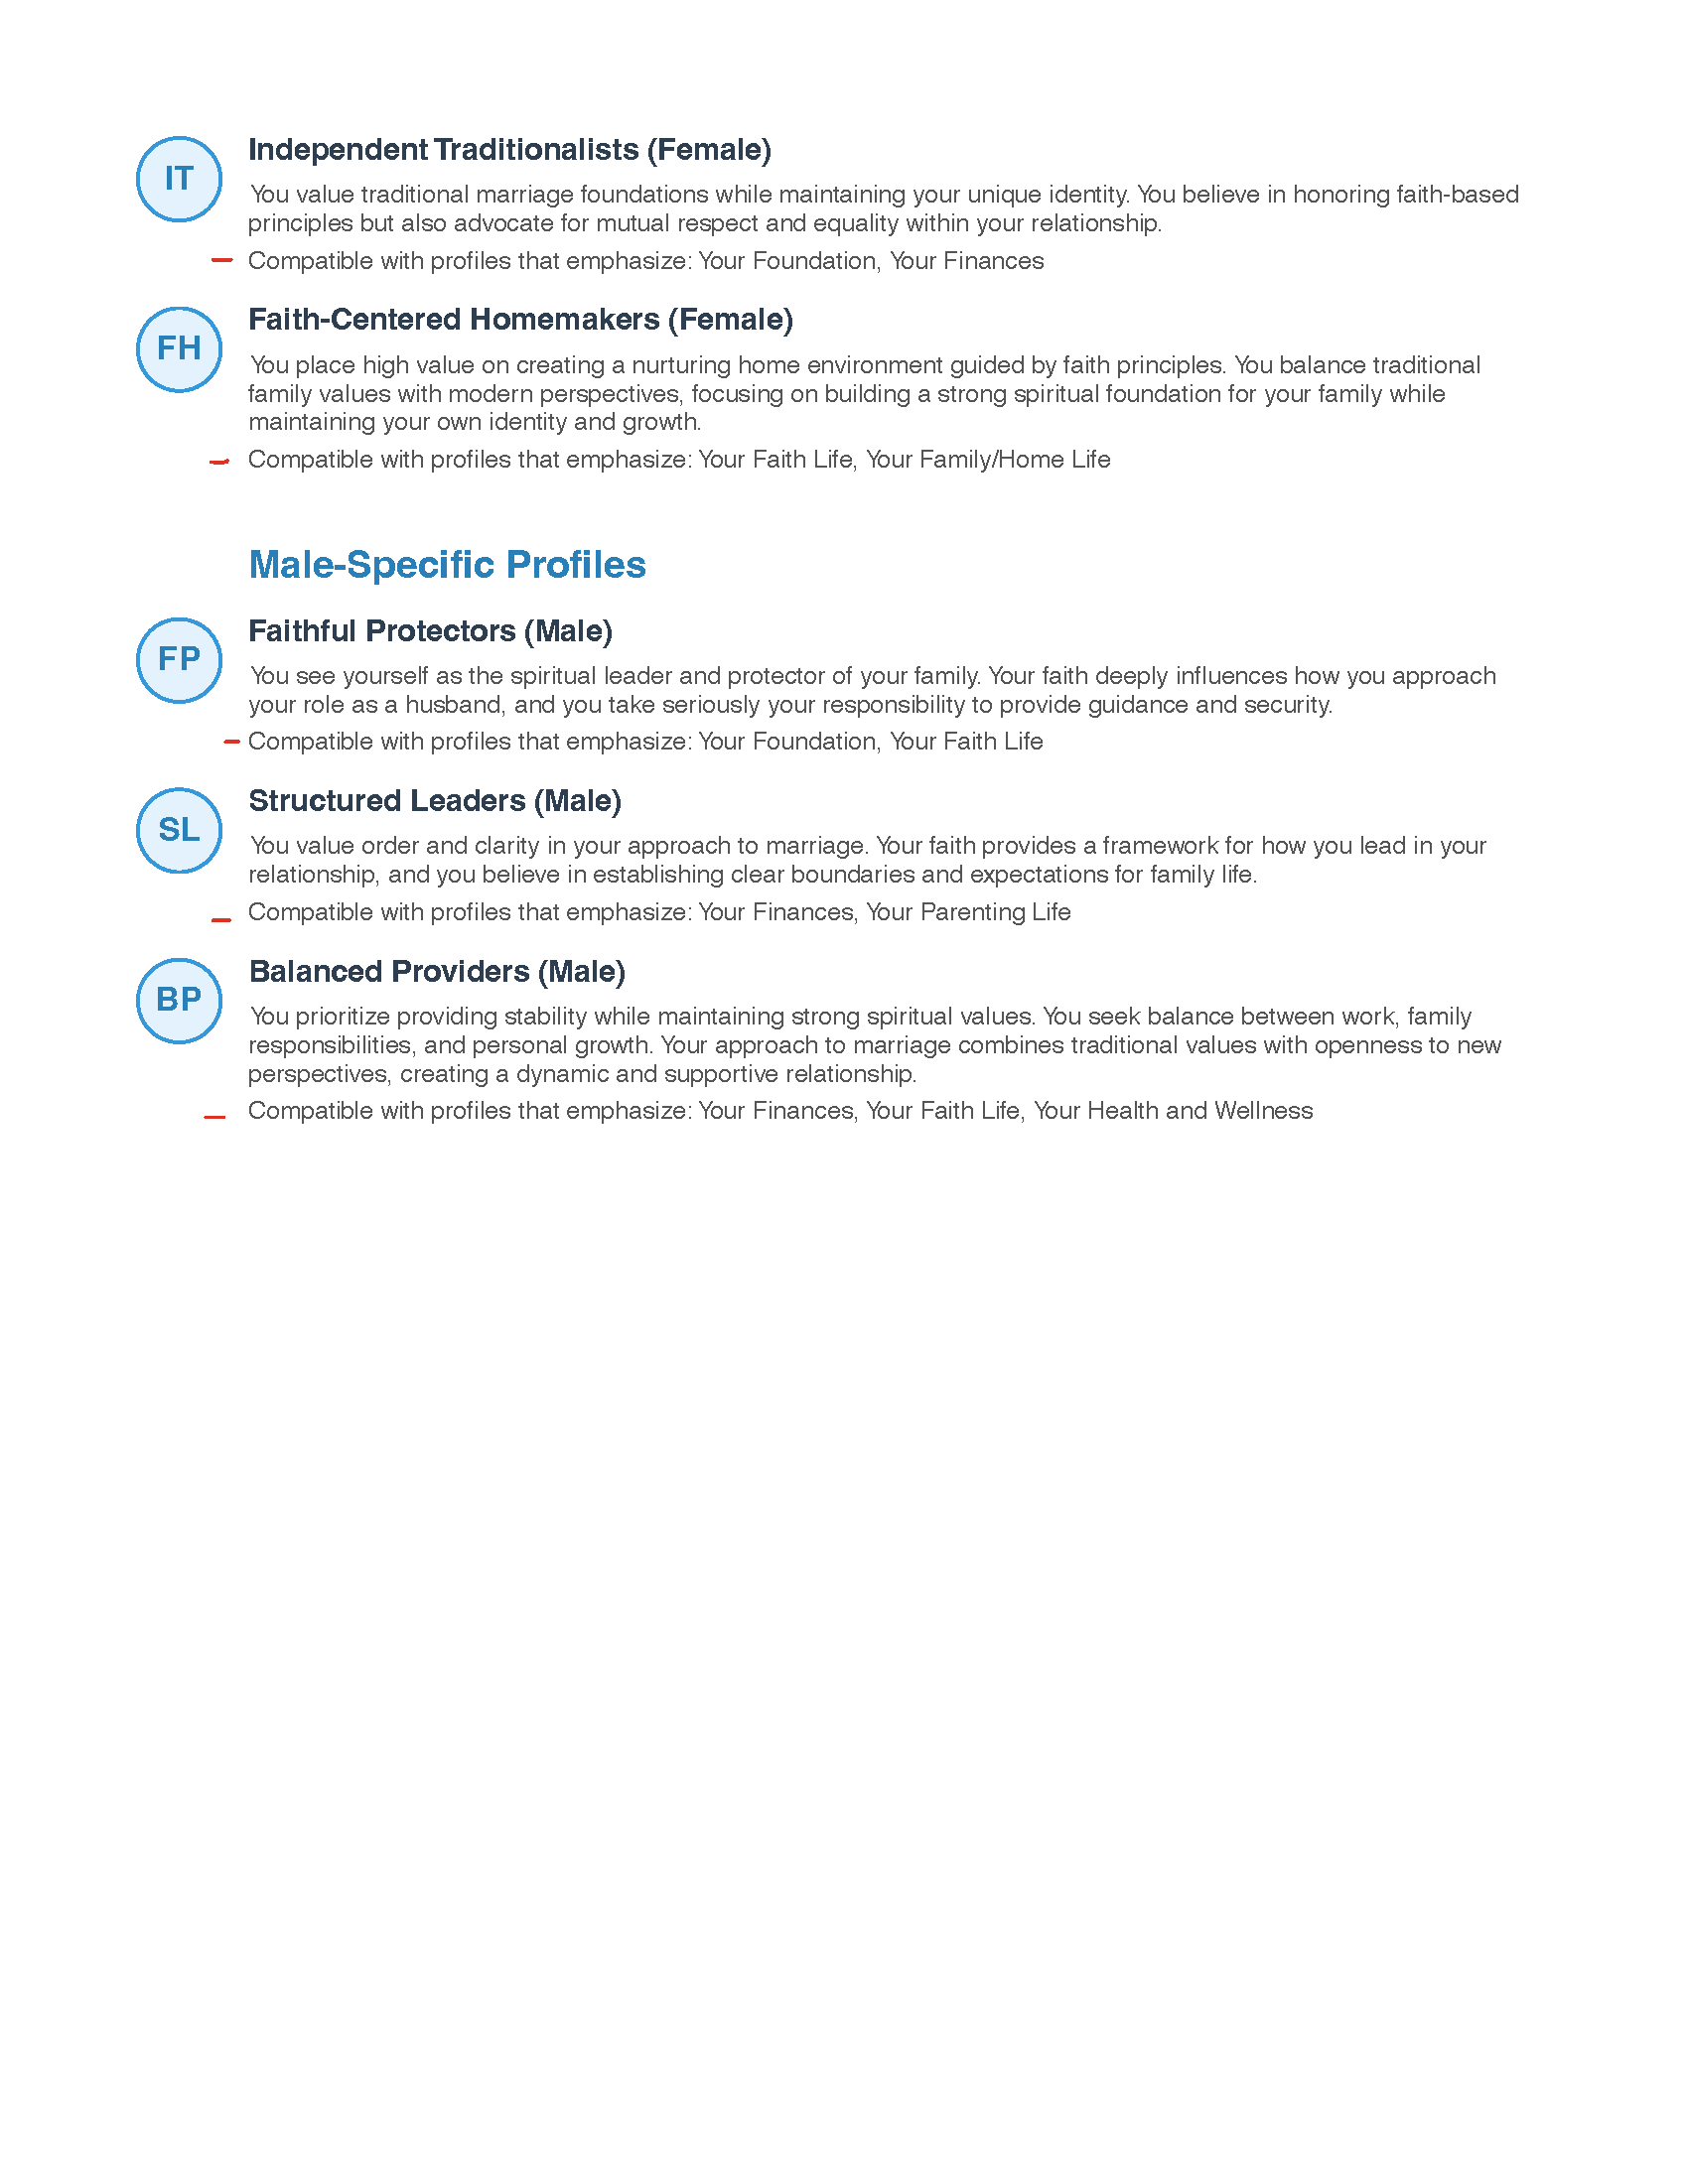 IT
Independent Traditionalists (Female)
You value traditional marriage foundations while maintaining your unique identity. You believe in honoring faith-based
principles but also advocate for mutual respect and equality within your relationship.
Compatible with profiles that emphasize: Your Foundation, Your Finances
FH
Faith-Centered Homemakers (Female)
You place high value on creating a nurturing home environment guided by faith principles. You balance traditional
family values with modern perspectives, focusing on building a strong spiritual foundation for your family while
maintaining your own identity and growth.
Compatible with profiles that emphasize: Your Faith Life, Your Family/Home Life
Male-Specific Profiles
FP
Faithful Protectors (Male)
You see yourself as the spiritual leader and protector of your family. Your faith deeply influences how you approach
your role as a husband, and you take seriously your responsibility to provide guidance and security.
Compatible with profiles that emphasize: Your Foundation, Your Faith Life
SL
Structured Leaders (Male)
You value order and clarity in your approach to marriage. Your faith provides a framework for how you lead in your
relationship, and you believe in establishing clear boundaries and expectations for family life.
Compatible with profiles that emphasize: Your Finances, Your Parenting Life
BP
Balanced Providers (Male)
You prioritize providing stability while maintaining strong spiritual values. You seek balance between work, family
responsibilities, and personal growth. Your approach to marriage combines traditional values with openness to new
perspectives, creating a dynamic and supportive relationship.
Compatible with profiles that emphasize: Your Finances, Your Faith Life, Your Health and Wellness